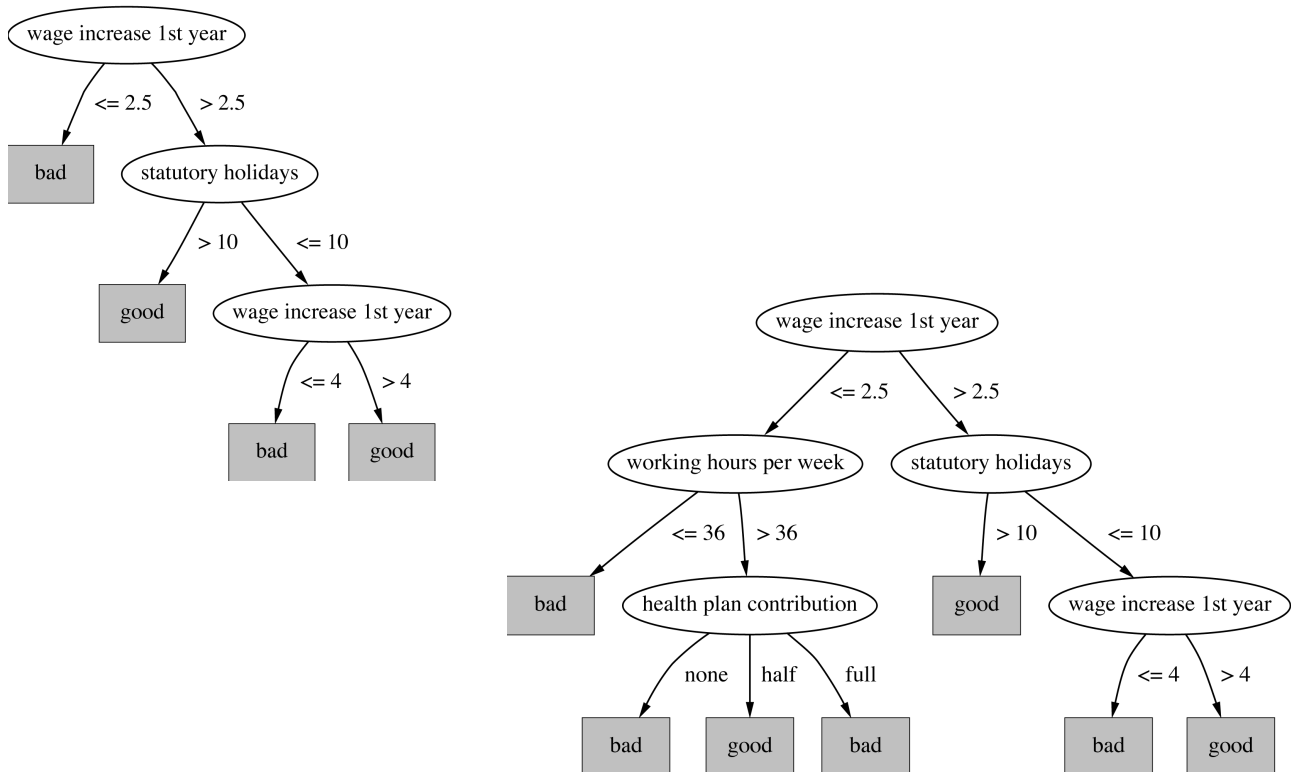 wage increase 1st year
<= 2.5
> 2.5
bad
statutory holidays
> 10
<= 10
good
wage increase 1st year
<= 4
> 4
bad
good
wage increase 1st year
<= 2.5
> 2.5
working hours per week
statutory holidays
<= 36
> 36
> 10
<= 10
bad
health plan contribution
good
wage increase 1st year
none
half
full
<= 4
> 4
bad
good
bad
bad
good